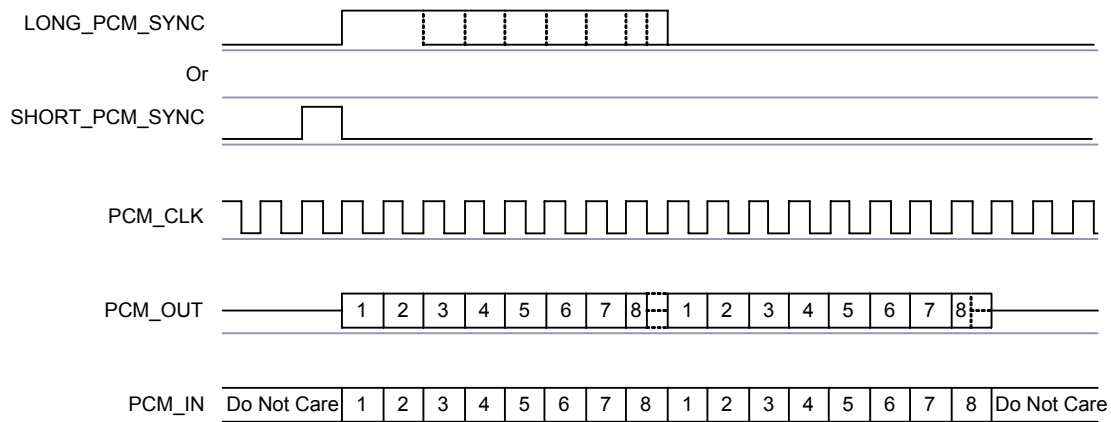 LONG_PCM_SYNC
Or
SHORT_PCM_SYNC
PCM_CLK
PCM_OUT 1 2 3 4 5 6 7 8 1 2 3 4 5 6 7 8
PCM_IN Do Not Care 1 2 3 4 5 6 7 8 1 2 3 4 5 6 7 8 Do Not Care